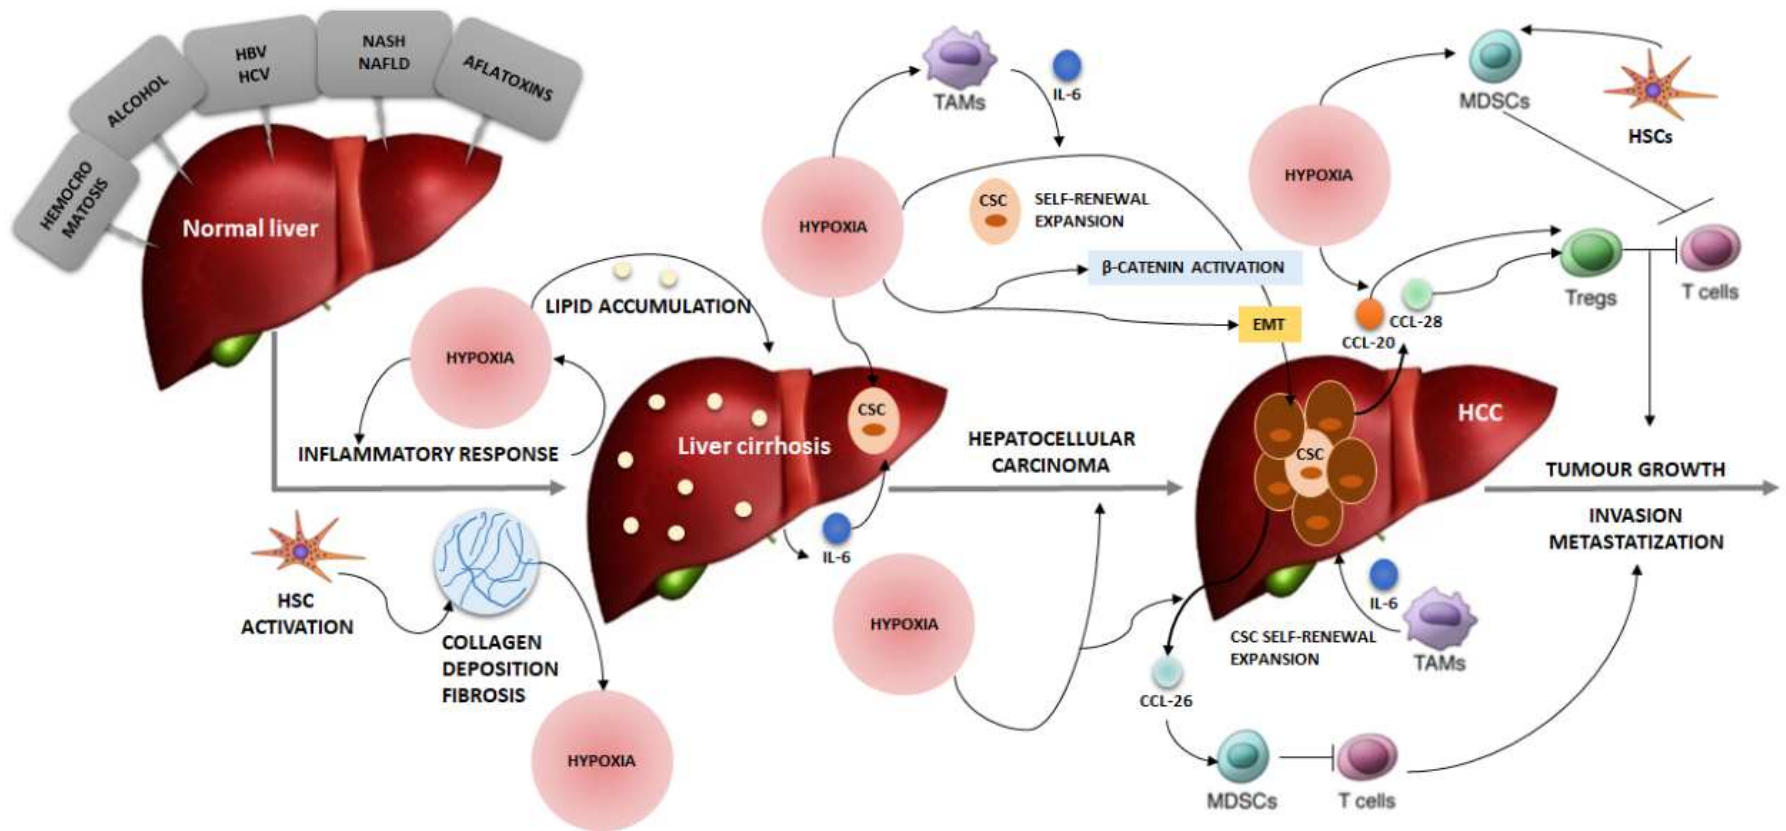 HEMOCRO
MATOSIS
ALCOHOL
HBV
HCV
NASH
NAFLD
AFLATOXINS
Normal liver
HYPOXIA
LIPID ACCUMULATION
INFLAMMATORY RESPONSE
HSC
ACTIVATION
COLLAGEN
DEPOSITION
FIBROSIS
HYPOXIA
Liver cirrhosis
CSC
IL-6
HYPOXIA
TAMs
IL-6
CSC
SELF-RENEWAL
EXPANSION
β-CATENIN ACTIVATION
EMT
HEPATOCELLULAR
CARCINOMA
HYPOXIA
HYPOXIA
MDSCs
HSCs
CCL-20
CCL-28
Tregs
T cells
HCC
CSC
TUMOUR GROWTH
INVASION
METASTATIZATION
IL-6
TAMs
CSC SELF-RENEWAL
EXPANSION
CCL-26
MDSCs
T cells